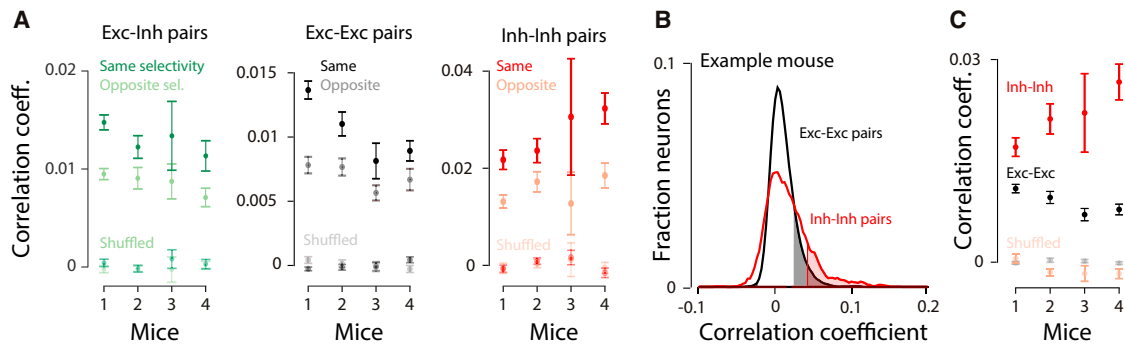 A
Exc-Inh pairs
Correlation coeff.
0.02
0.01
0
Same selectivity
Opposite sel.
Shuffled
1 2 3 4
Mice
Exc-Exc pairs
0.015
0.01
0.005
0
Same
Opposite
Shuffled
1 2 3 4
Mice
Inh-Inh pairs
0.04
0.02
0
Same
Opposite
Shuffled
1 2 3 4
Mice
B
Example mouse
Fraction neurons
0.1
0
Exc-Exc pairs
Inh-Inh pairs
-0.1 0 0.1 0.2
Correlation coefficient
C
Correlation coeff.
0.03
0
Inh-Inh
Exc-Exc
Shuffled
1 2 3 4
Mice